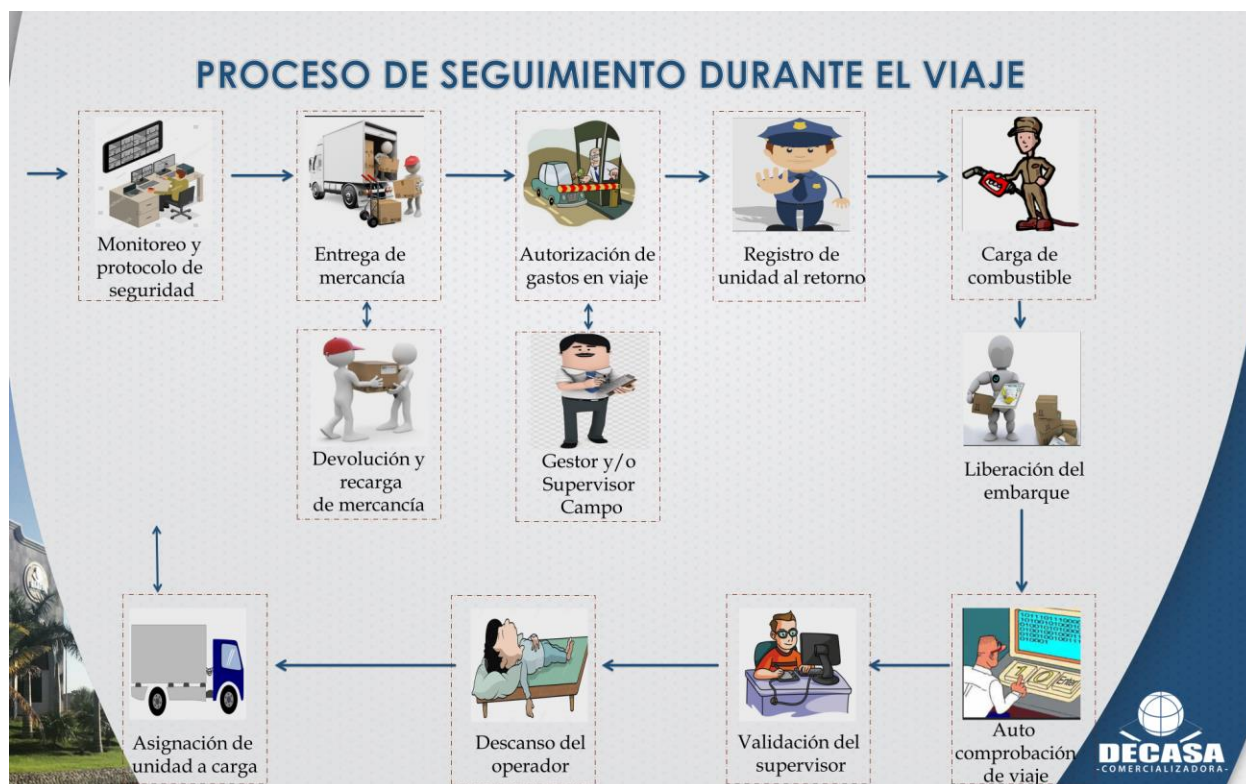 PROCESO DE SEGUIMIENTO DURANTE EL VIAJE
Monitoreo y
protocolo de
seguridad
Entrega de
mercancía
Autorización de
gastos en viaje
Registro de
unidad al retorno
Carga de
combustible
Devolución y
recarga
de mercancía
Gestor y/o
Supervisor
Campo
Liberación del
embarque
Asignación de
unidad a carga
Descanso del
operador
Validación del
supervisor
Auto
comprobación
de viaje
DECASA
-COMERCIALIZADORA-